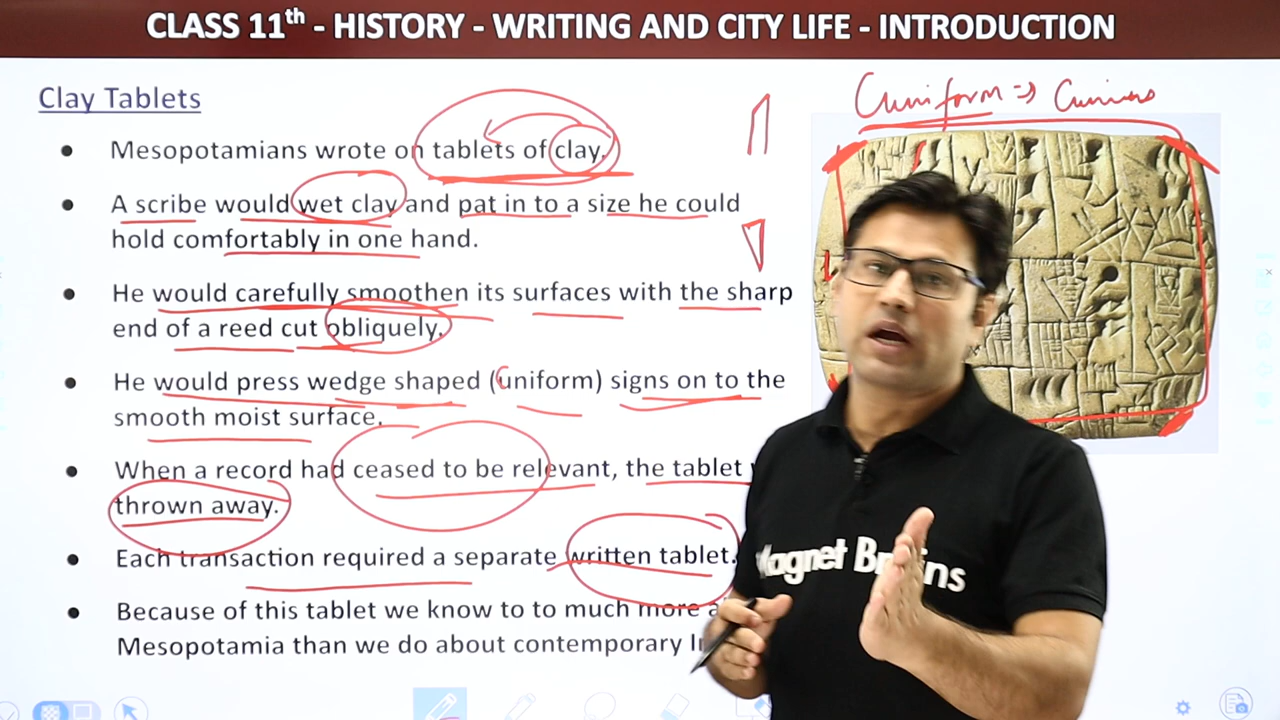 CLASS 11th - HISTORY - WRITING AND CITY LIFE - INTRODUCTION
Clay Tablets
Cuniform ⇒
• Mesopotamians wrote on tablets of clay.
• A scribe would wet clay and pat in to a size he could
hold comfortably in one hand.
• He would carefully smoothen its surfaces with the sharp
end of a reed cut obliquely.
• He would press wedge shaped (Cuniform) signs on to the
smooth moist surface.
• When a record had ceased to be relevant, the tablet
thrown away.
• Each transaction required a separate written tablet.
• Because of this tablet we know to to much more
Mesopotamia than we do about contemporary
Magnet Brains